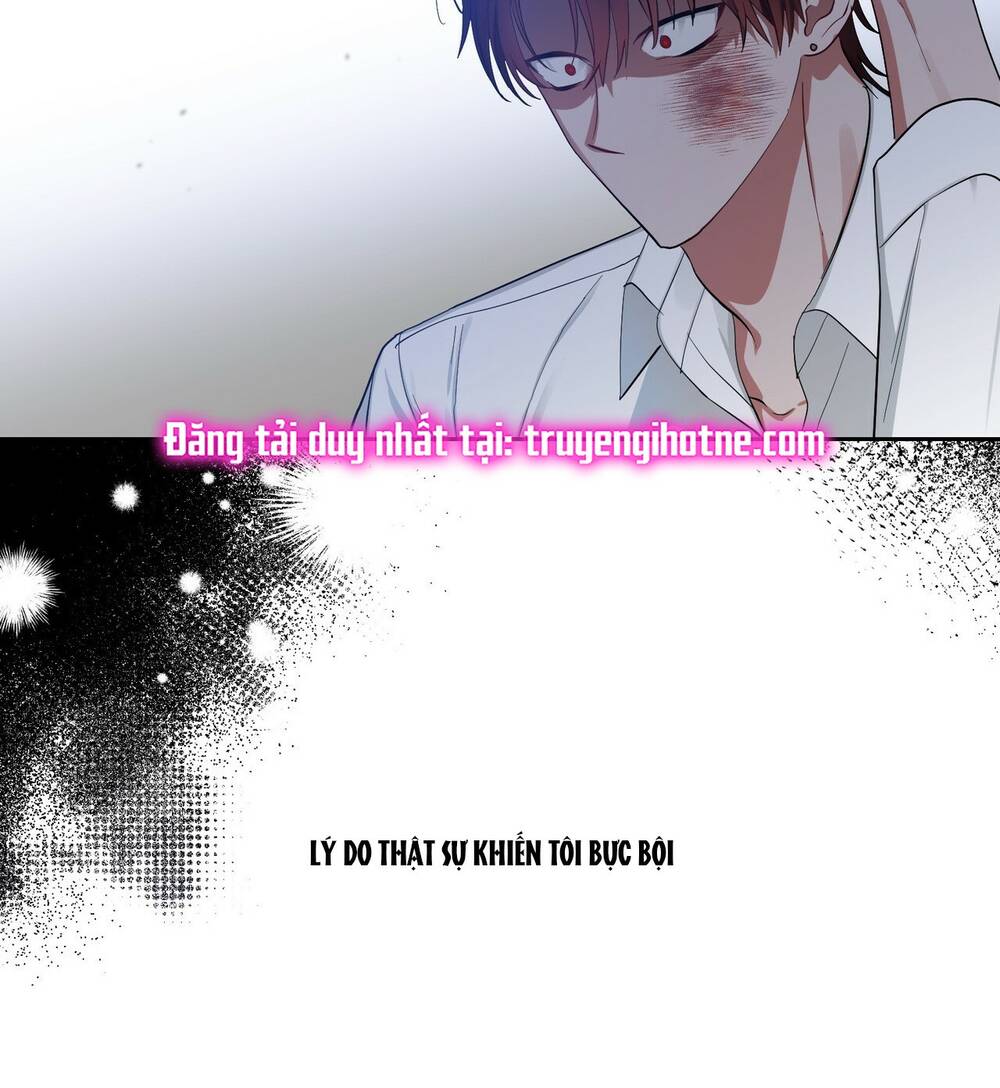 Đăng tải duy nhất tại: truyengihotne.com
LÝ DO THẬT SỰ KHIẾN TÔI BỰC BỘI